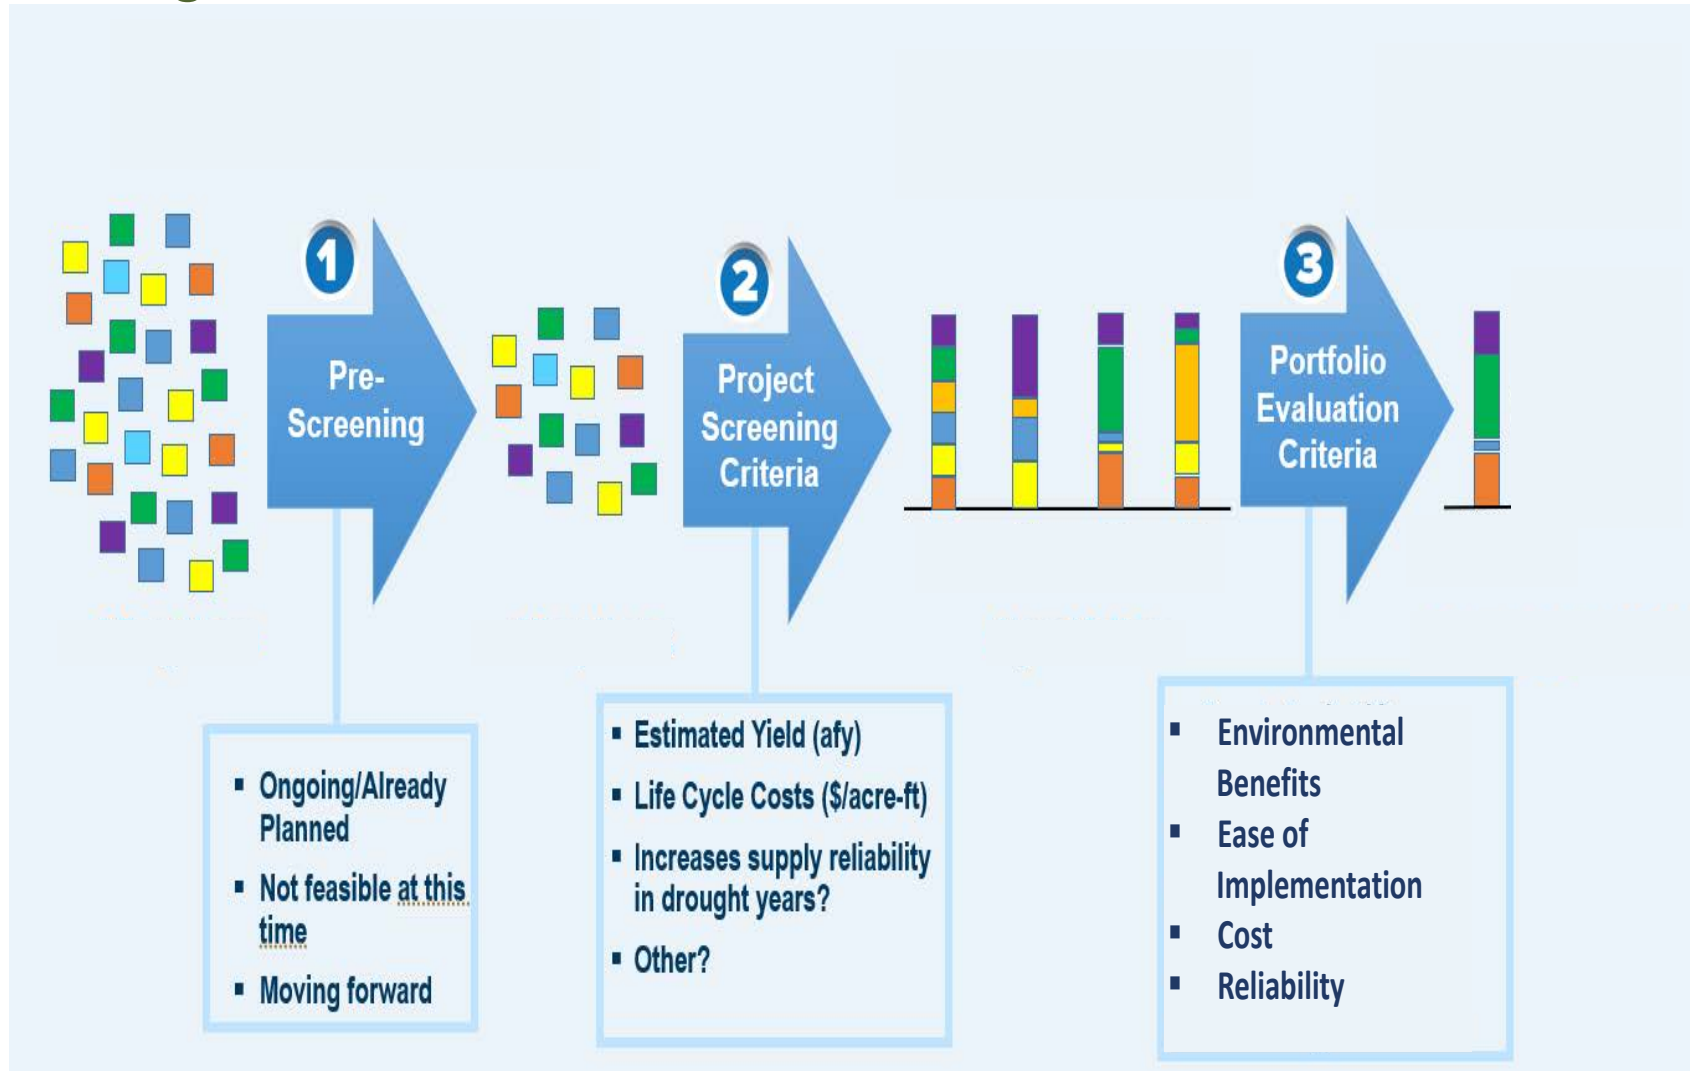 1
Pre-
Screening
2
Project
Screening
Criteria
3
Portfolio
Evaluation
Criteria
▪ Ongoing/Already
Planned
▪ Not feasible at this
time
▪ Moving forward
▪ Estimated Yield (afy)
▪ Life Cycle Costs ($/acre-ft)
▪ Increases supply reliability
in drought years?
▪ Other?
▪ Environmental
Benefits
▪ Ease of
Implementation
▪ Cost
▪ Reliability